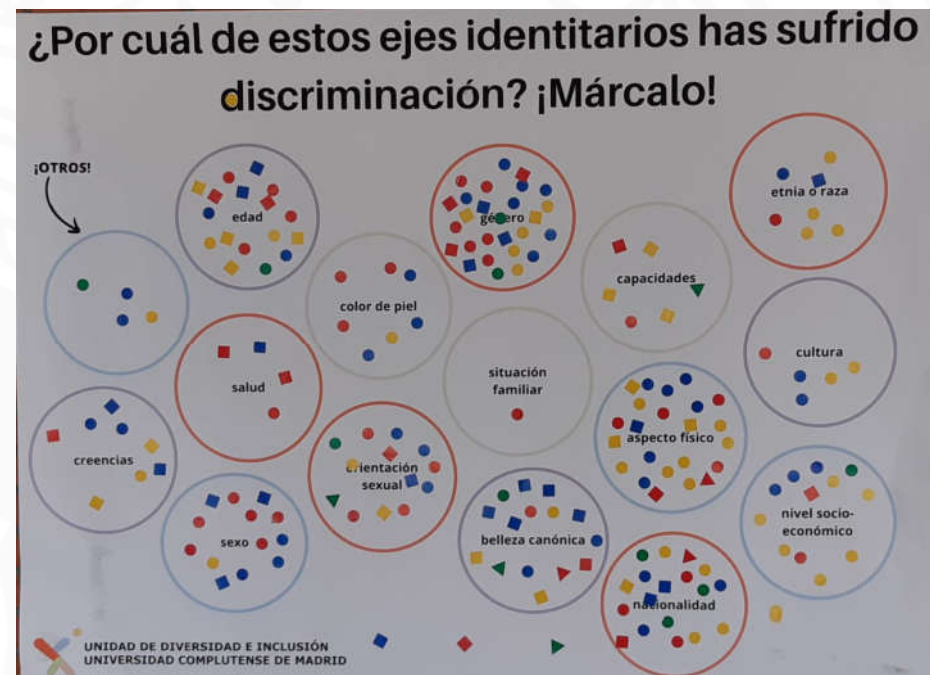 ¿Por cuál de estos ejes identitarios has sufrido
discriminación? ¡Márcalo!
¡OTROS!
edad
género
etnia o raza
color de piel
capacidades
salud
situación
familiar
cultura
creencias
orientación
sexual
aspecto físico
sexo
belleza canónica
nivel socio-
económico
nacionalidad
UNIDAD DE DIVERSIDAD E INCLUSIÓN
UNIVERSIDAD COMPLUTENSE DE MADRID